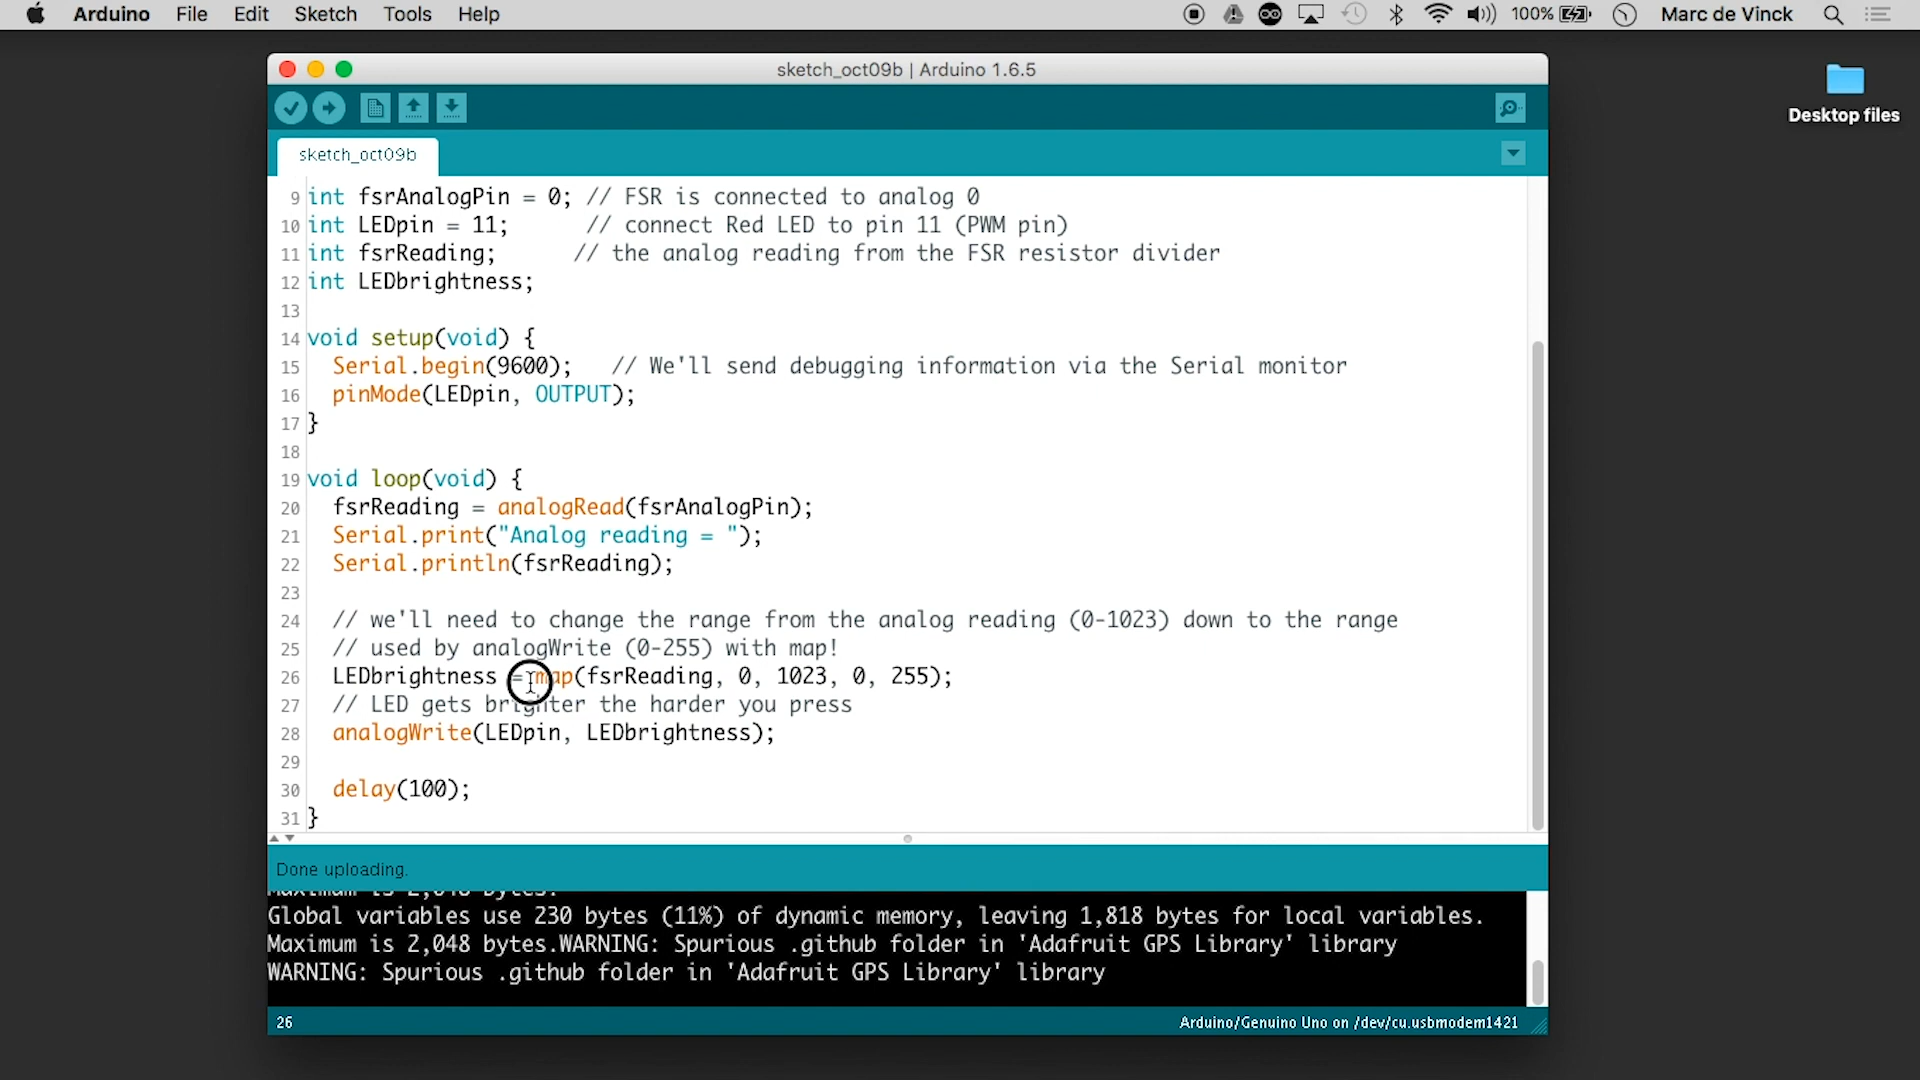 Arduino File Edit Sketch Tools Help 100% Marc de Vinck
sketch_oct09b | Arduino 1.6.5
Desktop files
sketch_oct09b
9 int fsrAnalogPin = 0; // FSR is connected to analog 0
10 int LEDpin = 11; // connect Red LED to pin 11 (PWM pin)
11 int fsrReading; // the analog reading from the FSR resistor divider
12 int LEDbrightness;
13
14 void setup(void) {
15 Serial.begin(9600); // We'll send debugging information via the Serial monitor
16 pinMode(LEDpin, OUTPUT);
17 }
18
19 void loop(void) {
20 fsrReading = analogRead(fsrAnalogPin);
21 Serial.print("Analog reading = ");
22 Serial.println(fsrReading);
23
24 // we'll need to change the range from the analog reading (0-1023) down to the range
25 // used by analogWrite (0-255) with map!
26 LEDbrightness = map(fsrReading, 0, 1023, 0, 255);
27 // LED gets brighter the harder you press
28 analogWrite(LEDpin, LEDbrightness);
29
30 delay(100);
31 }
Done uploading.
Maximum is 2,048 bytes.
Global variables use 230 bytes (11%) of dynamic memory, leaving 1,818 bytes for local variables.
Maximum is 2,048 bytes.WARNING: Spurious .github folder in 'Adafruit GPS Library' library
WARNING: Spurious .github folder in 'Adafruit GPS Library' library
26 Arduino/Genuino Uno on /dev/cu.usbmodem1421